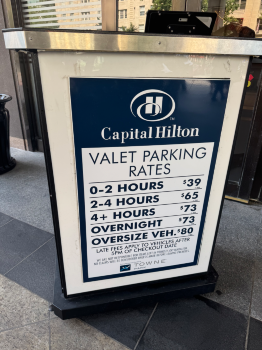 Capital Hilton
VALET PARKING
RATES
0-2 HOURS $39
2-4 HOURS $65
4+ HOURS $73
OVERNIGHT $73
OVERSIZE VEH. $80
LATE FEES APPLY TO VEHICLES AFTER
5PM OF CHECKOUT DATE
TOWNE